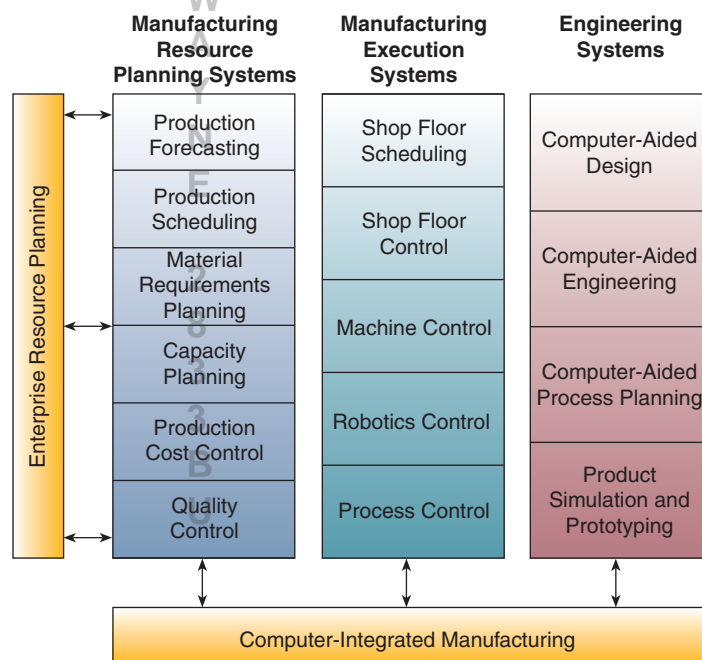 Manufacturing
Resource
Planning Systems
Manufacturing
Execution
Systems
Engineering
Systems
Enterprise Resource Planning
Production
Forecasting
Production
Scheduling
Material
Requirements
Planning
Capacity
Planning
Production
Cost Control
Quality
Control
Shop Floor
Scheduling
Shop Floor
Control
Machine Control
Robotics Control
Process Control
Computer-Aided
Design
Computer-Aided
Engineering
Computer-Aided
Process Planning
Product
Simulation and
Prototyping
Computer-Integrated Manufacturing